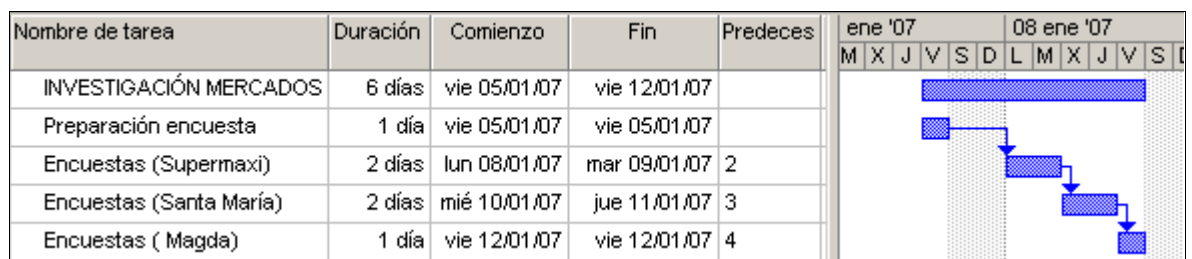 Nombre de tarea Duración Comienzo Fin Predeces ene '07 08 ene '07
M X J V S D L M X J V S
INVESTIGACIÓN MERCADOS 6 días vie 05/01/07 vie 12/01/07
Preparación encuesta 1 día vie 05/01/07 vie 05/01/07
Encuestas (Supermaxi) 2 días lun 08/01/07 mar 09/01/07 2
Encuestas (Santa María) 2 días mié 10/01/07 jue 11/01/07 3
Encuestas ( Magda) 1 día vie 12/01/07 vie 12/01/07 4